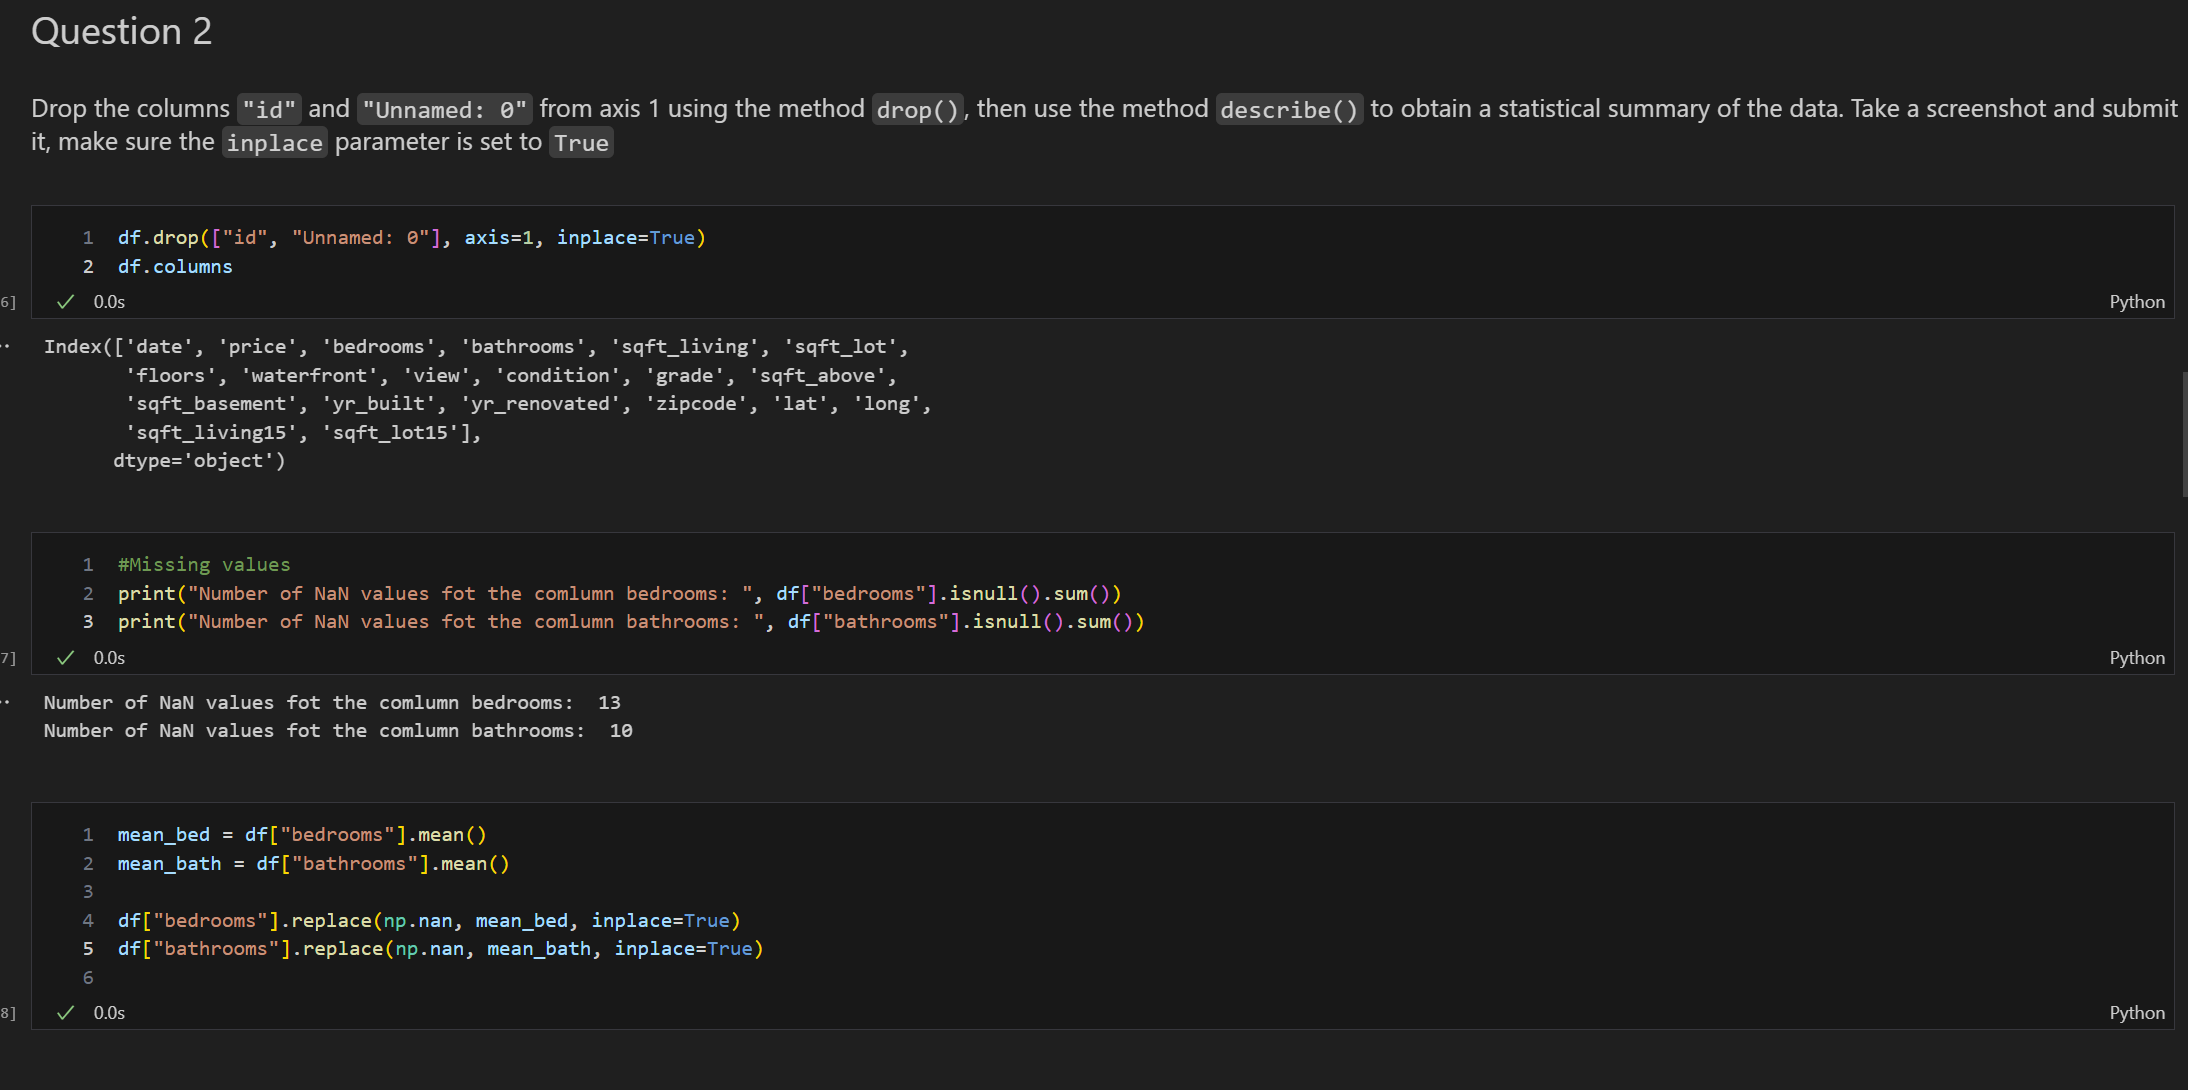 Question 2
Drop the columns "id" and "Unnamed: 0" from axis 1 using the method drop(), then use the method describe() to obtain a statistical summary of the data. Take a screenshot and submit
it, make sure the inplace parameter is set to True
1 df.drop(["id", "Unnamed: 0"], axis=1, inplace=True)
2 df.columns
6] 0.0s Python
Index(['date', 'price', 'bedrooms', 'bathrooms', 'sqft_living', 'sqft_lot',
'floors', 'waterfront', 'view', 'condition', 'grade', 'sqft_above',
'sqft_basement', 'yr_built', 'yr_renovated', 'zipcode', 'lat', 'long',
'sqft_living15', 'sqft_lot15'],
dtype='object')
1 #Missing values
2 print("Number of NaN values fot the comlumn bedrooms: ", df["bedrooms"].isnull().sum())
3 print("Number of NaN values fot the comlumn bathrooms: ", df["bathrooms"].isnull().sum())
7] 0.0s Python
Number of NaN values fot the comlumn bedrooms:  13
Number of NaN values fot the comlumn bathrooms:  10
1 mean_bed = df["bedrooms"].mean()
2 mean_bath = df["bathrooms"].mean()
3
4 df["bedrooms"].replace(np.nan, mean_bed, inplace=True)
5 df["bathrooms"].replace(np.nan, mean_bath, inplace=True)
6
8] 0.0s Python